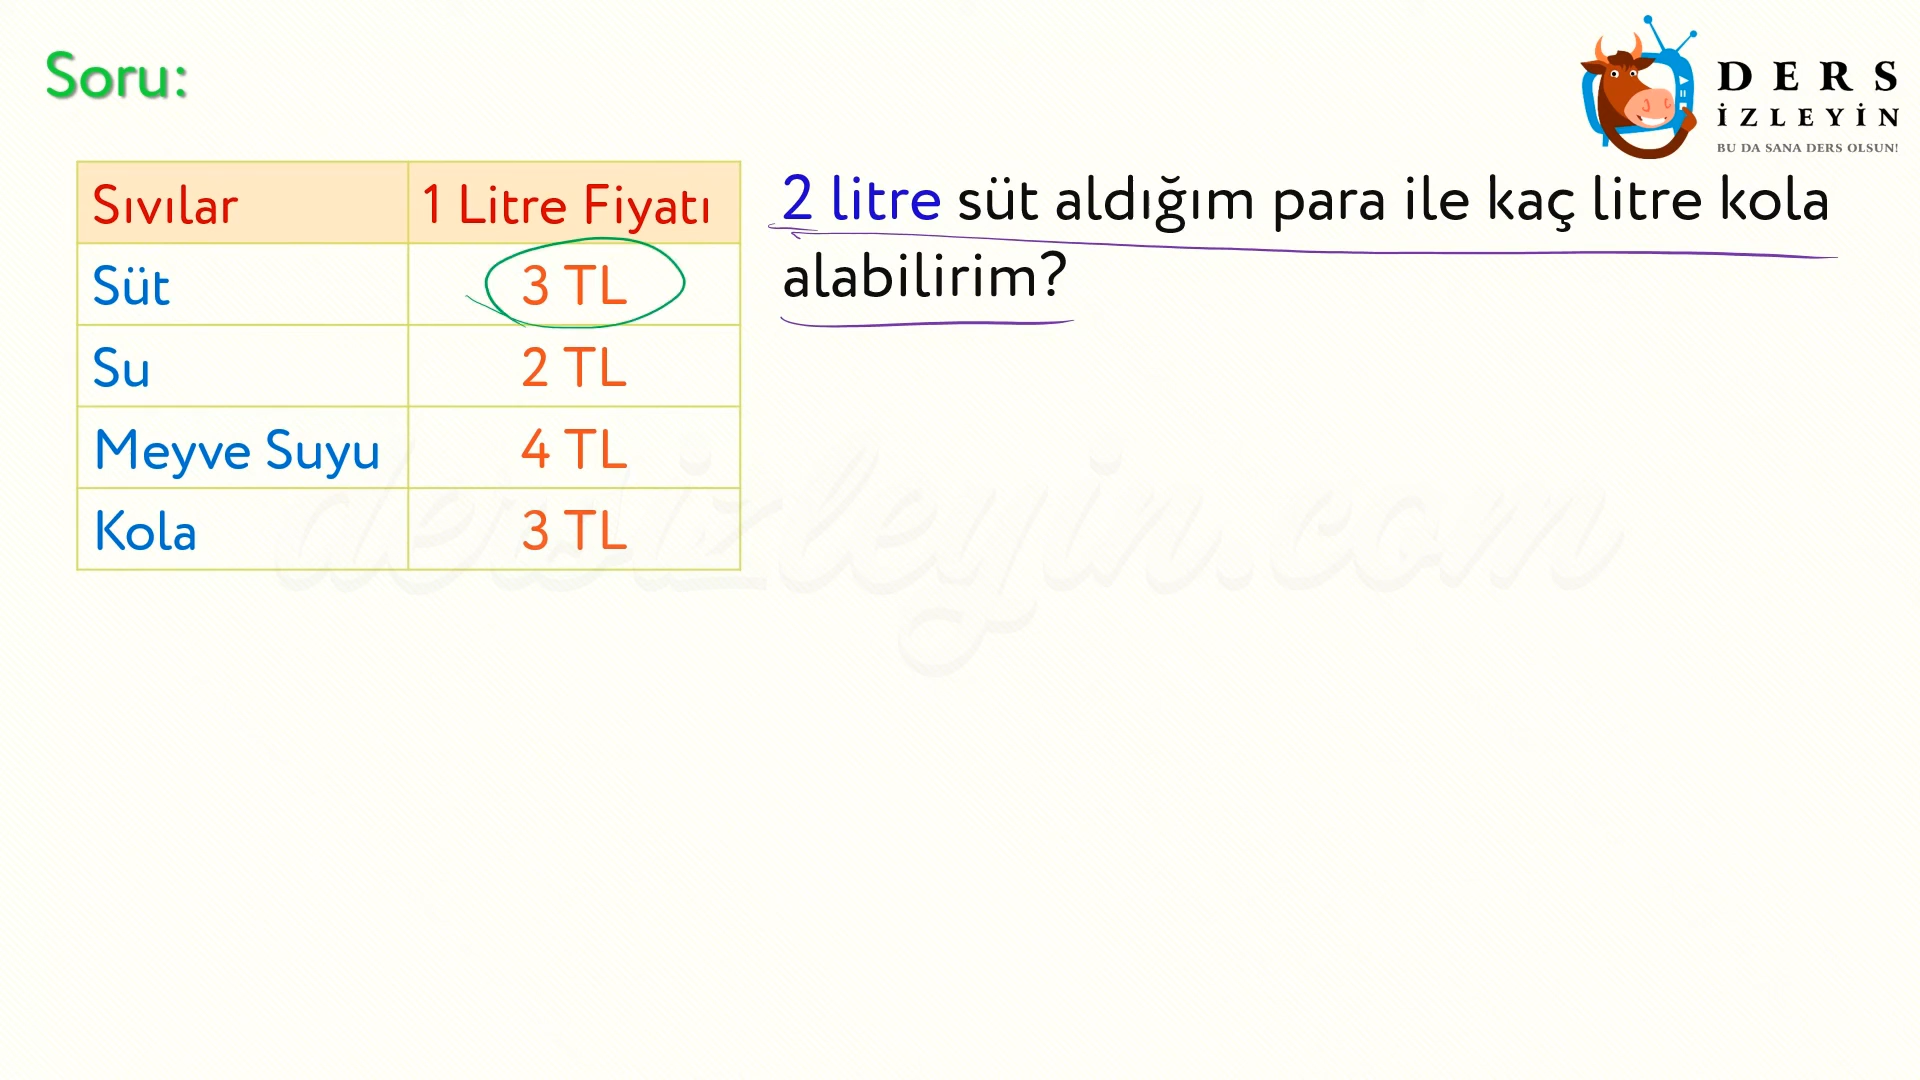 Soru:
DERS
İZLEYİN
BU DA SANA DERS OLSUN!
Sıvılar 1 Litre Fiyatı
Süt 3 TL
Su 2 TL
Meyve Suyu 4 TL
Kola 3 TL
2 litre süt aldığım para ile kaç litre kola
alabilirim?
dersizleyin.com